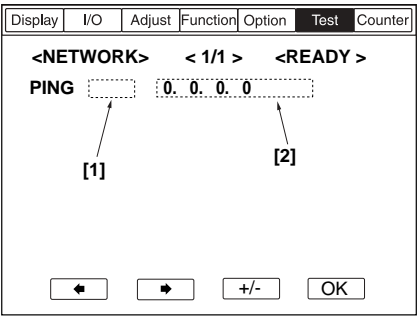 Display I/O Adjust Function Option Test Counter
<NETWORK> < 1/1 > <READY >
PING 0. 0. 0. 0
[1] [2]
+/- OK